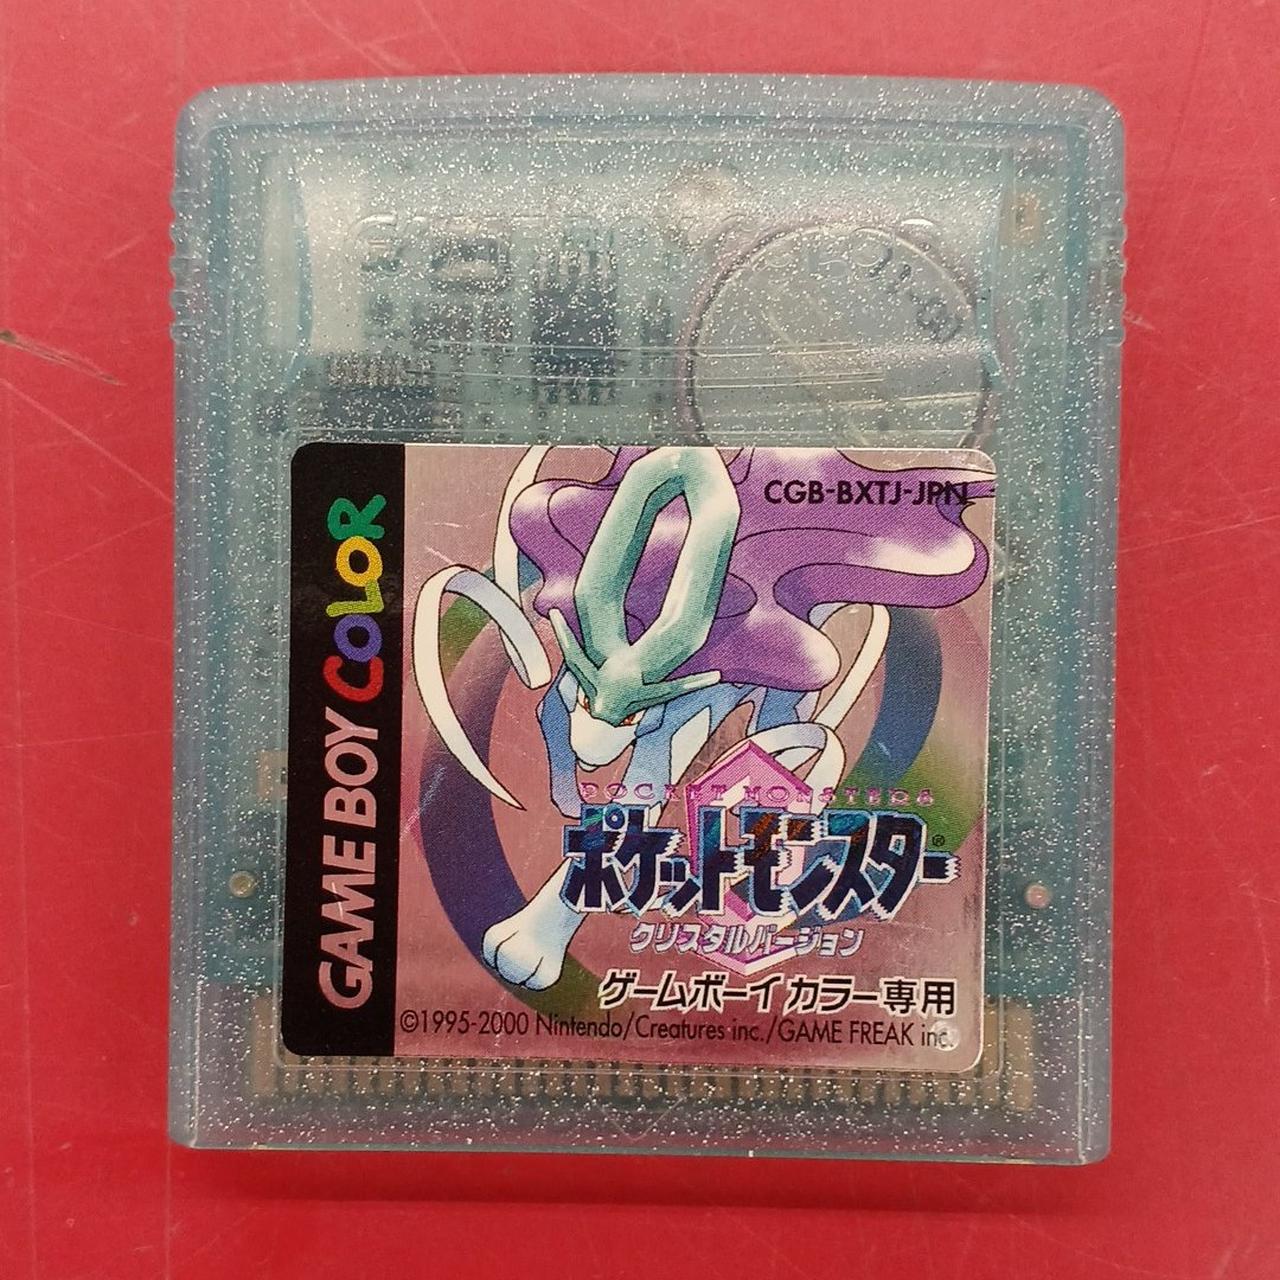 GAME BOY COLOR
CGB-BXTJ-JPN
POCKET MONSTERS
ポケットモンスター®
クリスタルバージョン
ゲームボーイカラー専用
©1995-2000 Nintendo/Creatures inc./GAME FREAK inc.